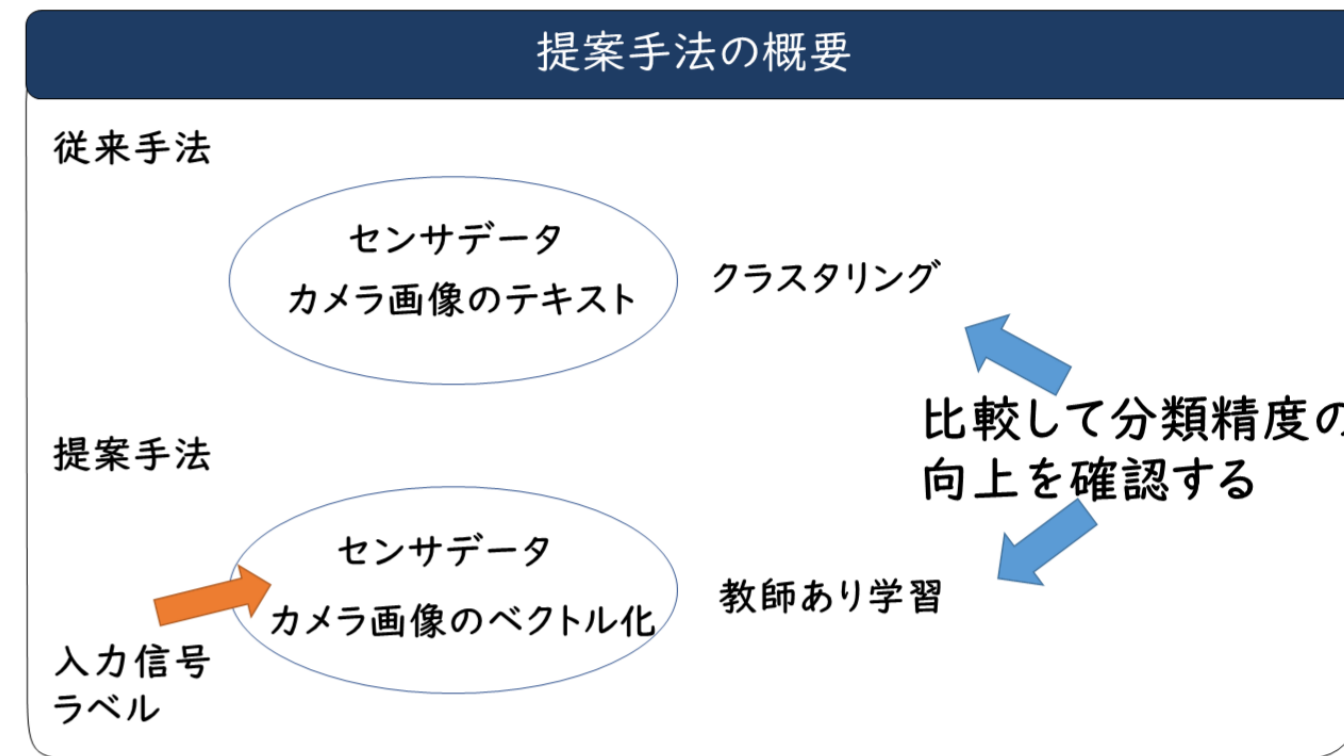 提案手法の概要
従来手法
センサデータ
カメラ画像のテキスト
クラスタリング
比較して分類精度の
向上を確認する
提案手法
センサデータ
カメラ画像のベクトル化
教師あり学習
入力信号
ラベル